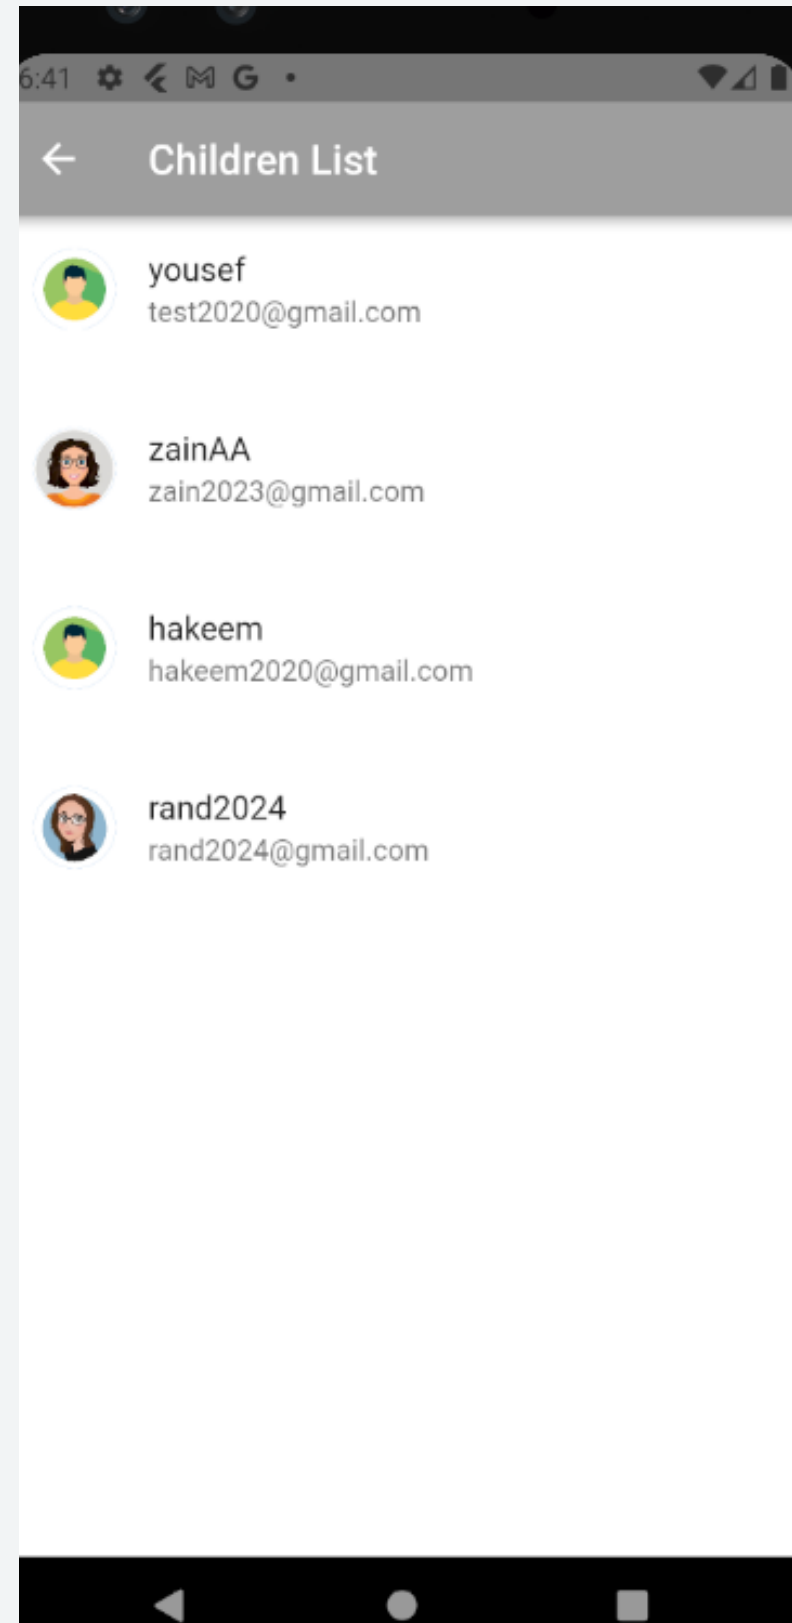 6:41
Children List
yousef
test2020@gmail.com
zainAA
zain2023@gmail.com
hakeem
hakeem2020@gmail.com
rand2024
rand2024@gmail.com